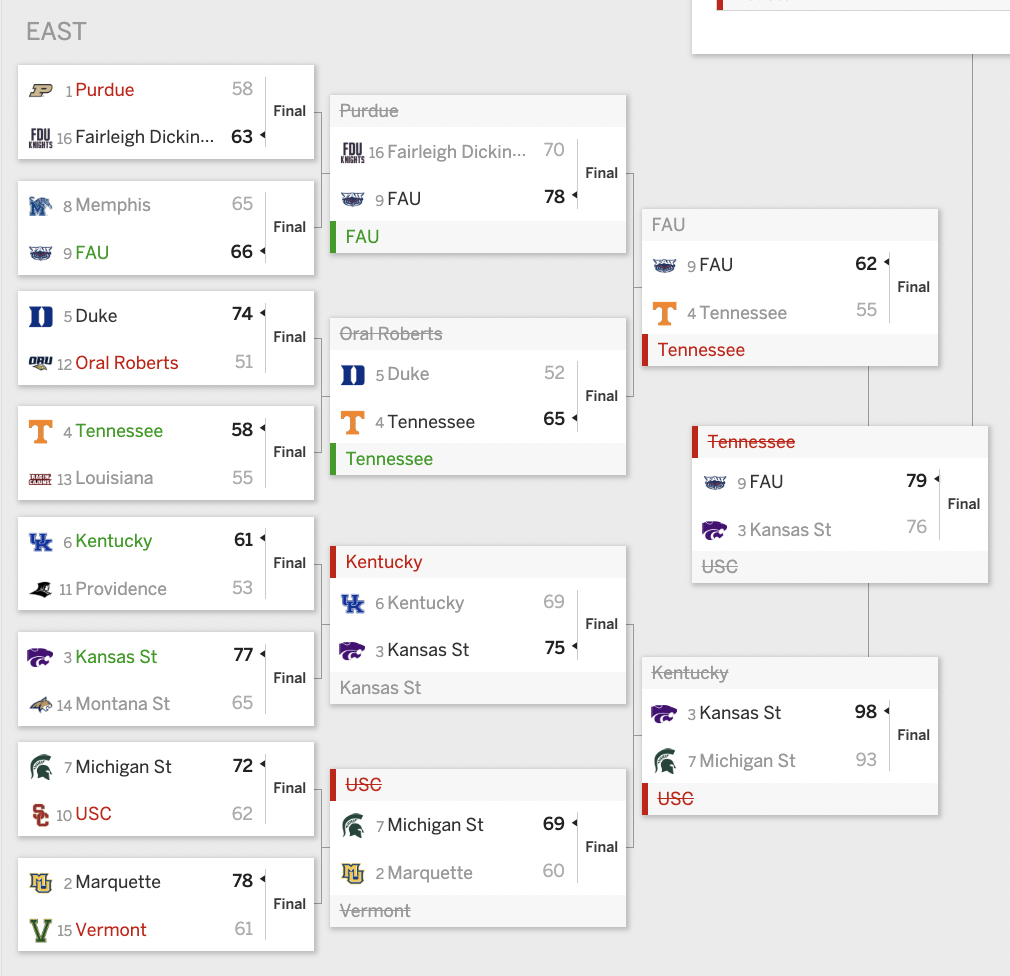 EAST
1 Purdue 58
16 Fairleigh Dickin... 63
Final
8 Memphis 65
9 FAU 66
Final
5 Duke 74
12 Oral Roberts 51
Final
4 Tennessee 58
13 Louisiana 55
Final
6 Kentucky 61
11 Providence 53
Final
3 Kansas St 77
14 Montana St 65
Final
7 Michigan St 72
10 USC 62
Final
2 Marquette 78
15 Vermont 61
Final
Purdue
16 Fairleigh Dickin... 70
9 FAU 78
Final
FAU
Oral Roberts
5 Duke 52
4 Tennessee 65
Final
Tennessee
Kentucky
6 Kentucky 69
3 Kansas St 75
Final
Kansas St
USC
7 Michigan St 69
2 Marquette 60
Final
Vermont
FAU
9 FAU 62
4 Tennessee 55
Final
Tennessee
Kentucky
3 Kansas St 98
7 Michigan St 93
Final
USC
Tennessee
9 FAU 79
3 Kansas St 76
Final
USC